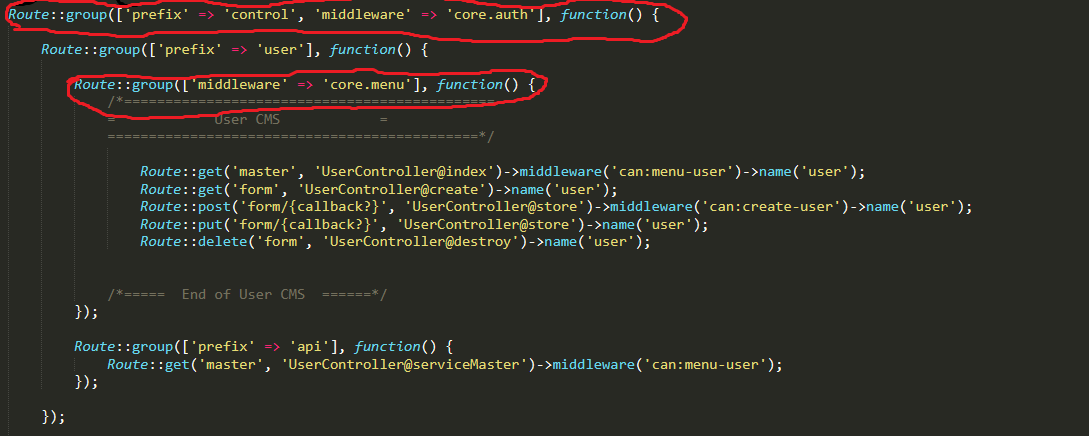 Route::group(['prefix' => 'control', 'middleware' => 'core.auth'], function() {
Route::group(['prefix' => 'user'], function() {
Route::group(['middleware' => 'core.menu'], function() {
/*=============================================
= User CMS =
=============================================*/
Route::get('master', 'UserController@index')->middleware('can:menu-user')->name('user');
Route::get('form', 'UserController@create')->name('user');
Route::post('form/{callback?}', 'UserController@store')->middleware('can:create-user')->name('user');
Route::put('form/{callback?}', 'UserController@store')->name('user');
Route::delete('form', 'UserController@destroy')->name('user');
/*===== End of User CMS ======*/
});
Route::group(['prefix' => 'api'], function() {
Route::get('master', 'UserController@serviceMaster')->middleware('can:menu-user');
});
});